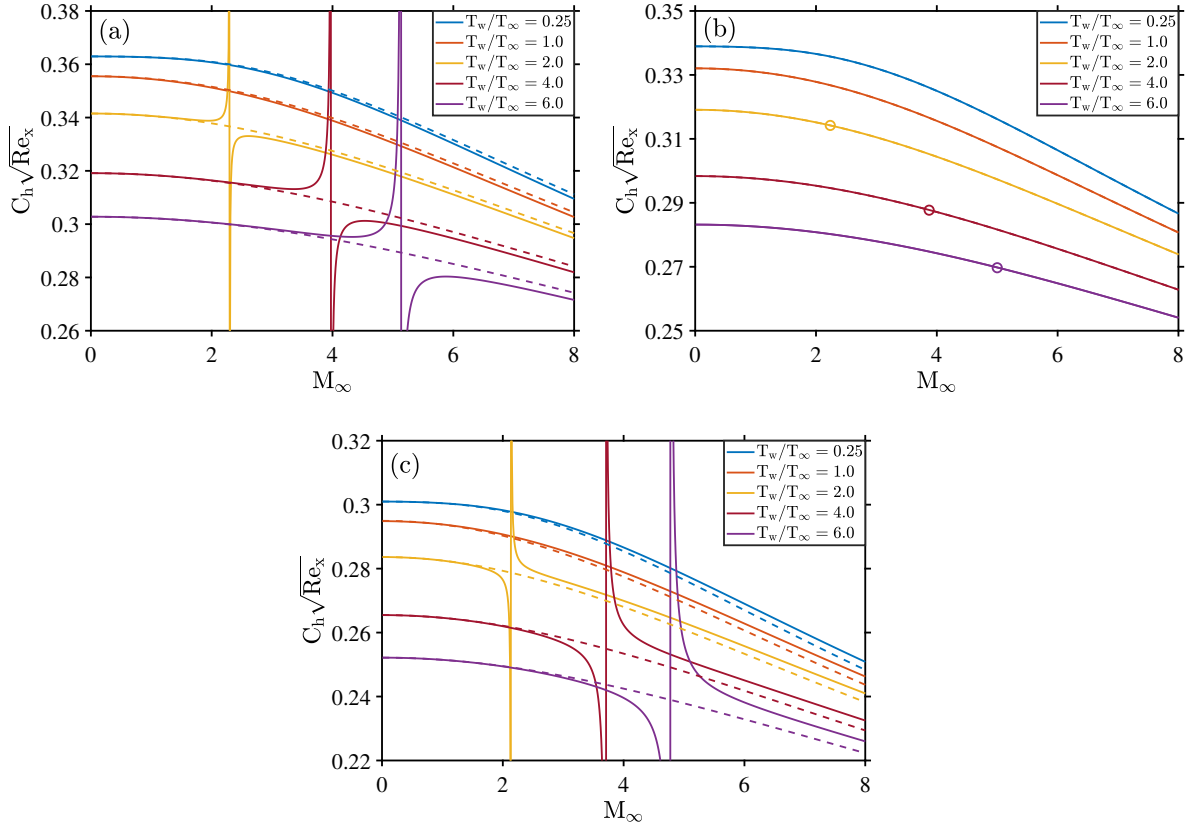 (a)
C_h√Re_x
0.38
0.36
0.34
0.32
0.3
0.28
0.26
0 2 4 6 8
M_∞
T_w/T_∞ = 0.25
T_w/T_∞ = 1.0
T_w/T_∞ = 2.0
T_w/T_∞ = 4.0
T_w/T_∞ = 6.0
(b)
C_h√Re_x
0.35
0.33
0.31
0.29
0.27
0.25
0 2 4 6 8
M_∞
T_w/T_∞ = 0.25
T_w/T_∞ = 1.0
T_w/T_∞ = 2.0
T_w/T_∞ = 4.0
T_w/T_∞ = 6.0
(c)
C_h√Re_x
0.32
0.3
0.28
0.26
0.24
0.22
0 2 4 6 8
M_∞
T_w/T_∞ = 0.25
T_w/T_∞ = 1.0
T_w/T_∞ = 2.0
T_w/T_∞ = 4.0
T_w/T_∞ = 6.0